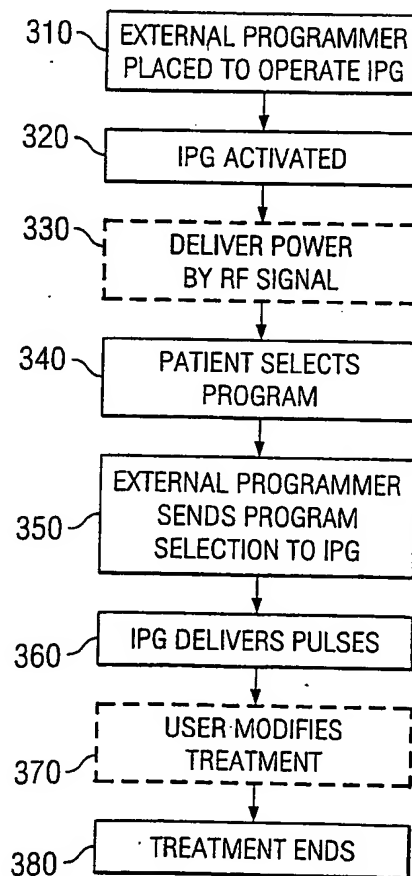 310
EXTERNAL PROGRAMMER
PLACED TO OPERATE IPG
320
IPG ACTIVATED
330
DELIVER POWER
BY RF SIGNAL
340
PATIENT SELECTS
PROGRAM
350
EXTERNAL PROGRAMMER
SENDS PROGRAM
SELECTION TO IPG
360
IPG DELIVERS PULSES
370
USER MODIFIES
TREATMENT
380
TREATMENT ENDS